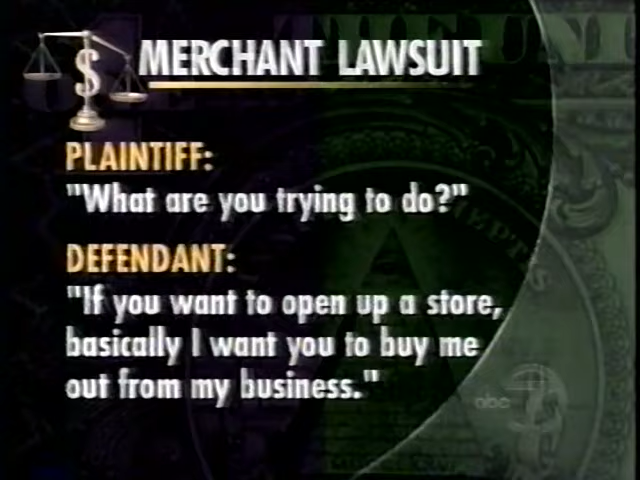 MERCHANT LAWSUIT
PLAINTIFF:
"What are you trying to do?"
DEFENDANT:
"If you want to open up a store,
basically I want you to buy me
out from my business."
abc 7